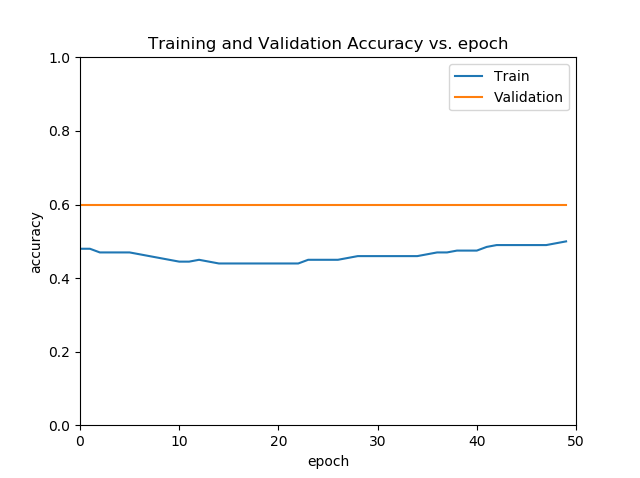 Training and Validation Accuracy vs. epoch
1.0
Train
Validation
0.8
0.6
accuracy
0.4
0.2
0.0
0 10 20 30 40 50
epoch